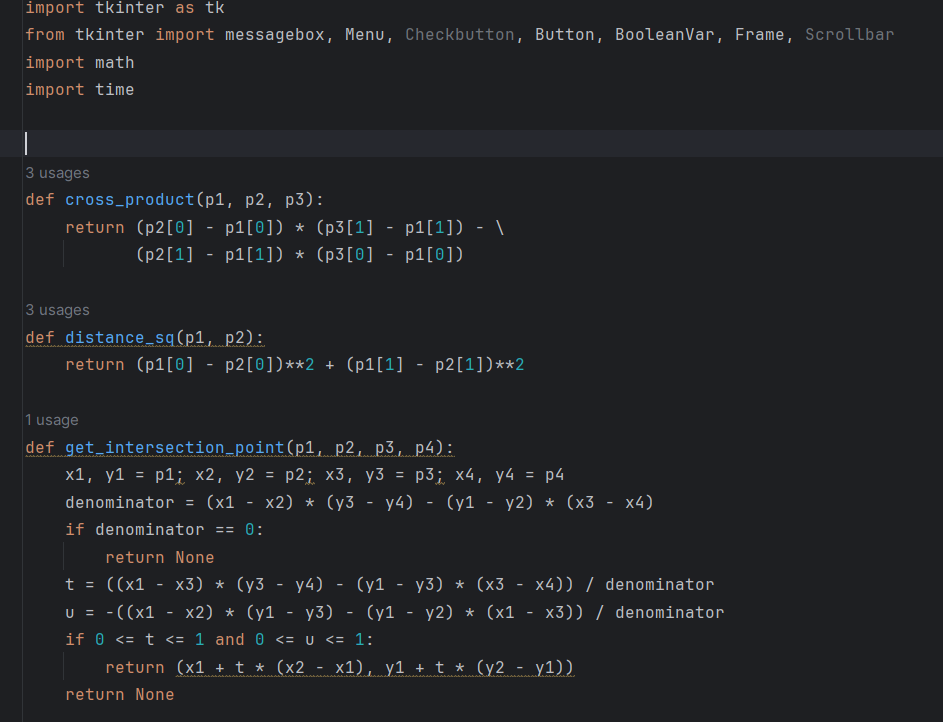 import tkinter as tk
from tkinter import messagebox, Menu, Checkbutton, Button, BooleanVar, Frame, Scrollbar
import math
import time
3 usages
def cross_product(p1, p2, p3):
    return (p2[0] - p1[0]) * (p3[1] - p1[1]) - \
           (p2[1] - p1[1]) * (p3[0] - p1[0])
3 usages
def distance_sq(p1, p2):
    return (p1[0] - p2[0])**2 + (p1[1] - p2[1])**2
1 usage
def get_intersection_point(p1, p2, p3, p4):
    x1, y1 = p1; x2, y2 = p2; x3, y3 = p3; x4, y4 = p4
    denominator = (x1 - x2) * (y3 - y4) - (y1 - y2) * (x3 - x4)
    if denominator == 0:
        return None
    t = ((x1 - x3) * (y3 - y4) - (y1 - y3) * (x3 - x4)) / denominator
    u = -((x1 - x2) * (y1 - y3) - (y1 - y2) * (x1 - x3)) / denominator
    if 0 <= t <= 1 and 0 <= u <= 1:
        return (x1 + t * (x2 - x1), y1 + t * (y2 - y1))
    return None